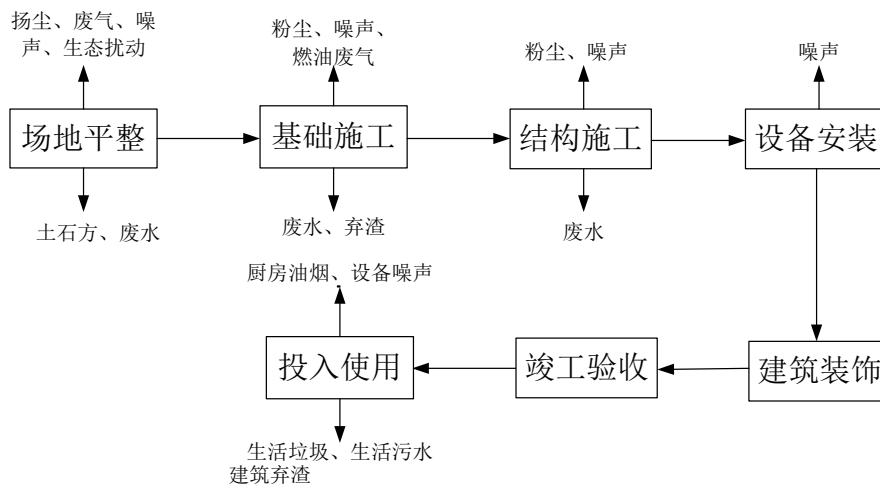 扬尘、废气、噪
声、生态扰动
粉尘、噪声、
燃油废气
粉尘、噪声
噪声
场地平整
基础施工
结构施工
设备安装
土石方、废水
废水、弃渣
废水
厨房油烟、设备噪声
投入使用
竣工验收
建筑装饰
生活垃圾、生活污水
建筑弃渣